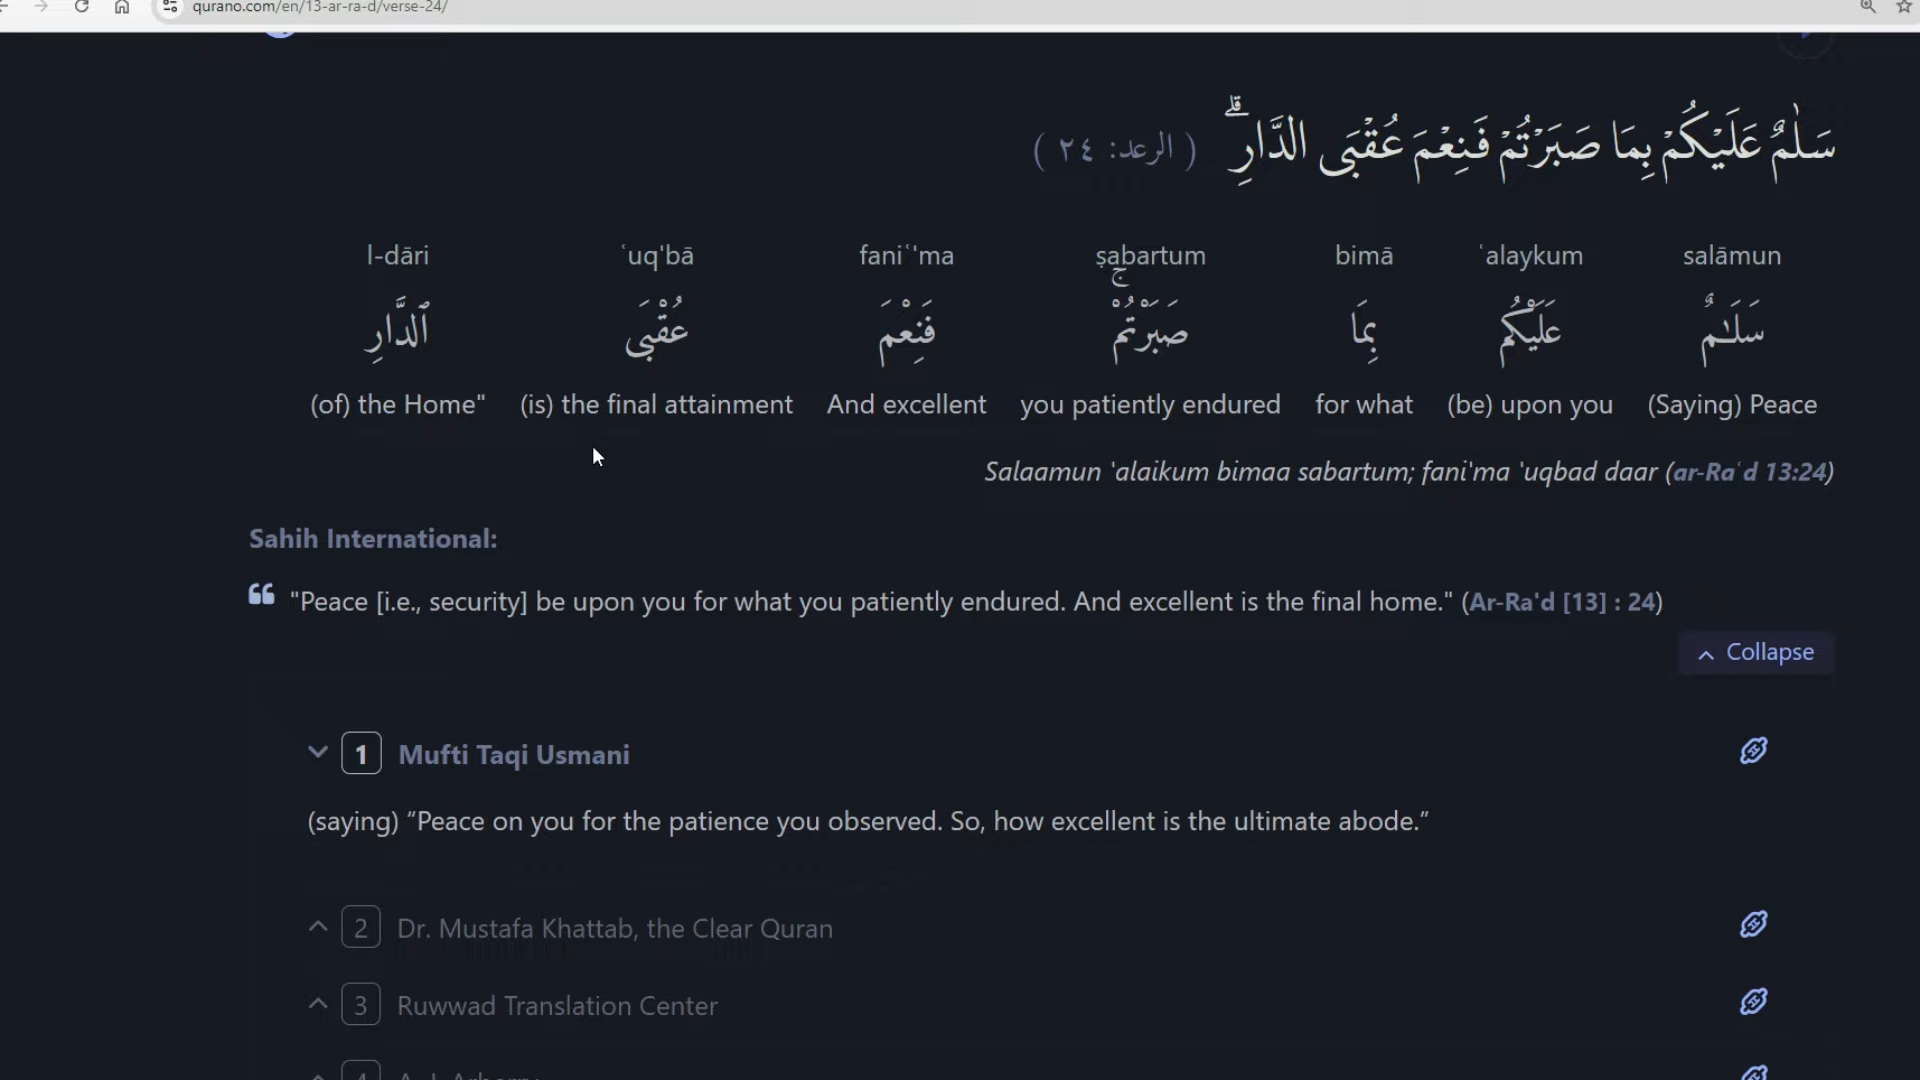 qurano.com/en/13-ar-ra-d/verse-24/
سَلٰمٌ عَلَيْكُمْ بِمَا صَبَرْتُمْ فَنِعْمَ عُقْبَى الدَّارِۗ ( الرعد: ٢٤ )
salāmun ʿalaykum bimā ṣabartum faniʿ'ma ʿuq'bā l-dāri
سَلَـٰمٌ عَلَيْكُم بِمَا صَبَرْتُمْ ۚ فَنِعْمَ عُقْبَى ٱلدَّارِ
(Saying) Peace (be) upon you for what you patiently endured And excellent (is) the final attainment (of) the Home"
Salaamun 'alaikum bimaa sabartum; fani'ma 'uqbad daar (ar-Raʿd 13:24)
Sahih International:
"Peace [i.e., security] be upon you for what you patiently endured. And excellent is the final home." (Ar-Ra'd [13] : 24)
Collapse
1 Mufti Taqi Usmani
(saying) “Peace on you for the patience you observed. So, how excellent is the ultimate abode.”
2 Dr. Mustafa Khattab, the Clear Quran
3 Ruwwad Translation Center